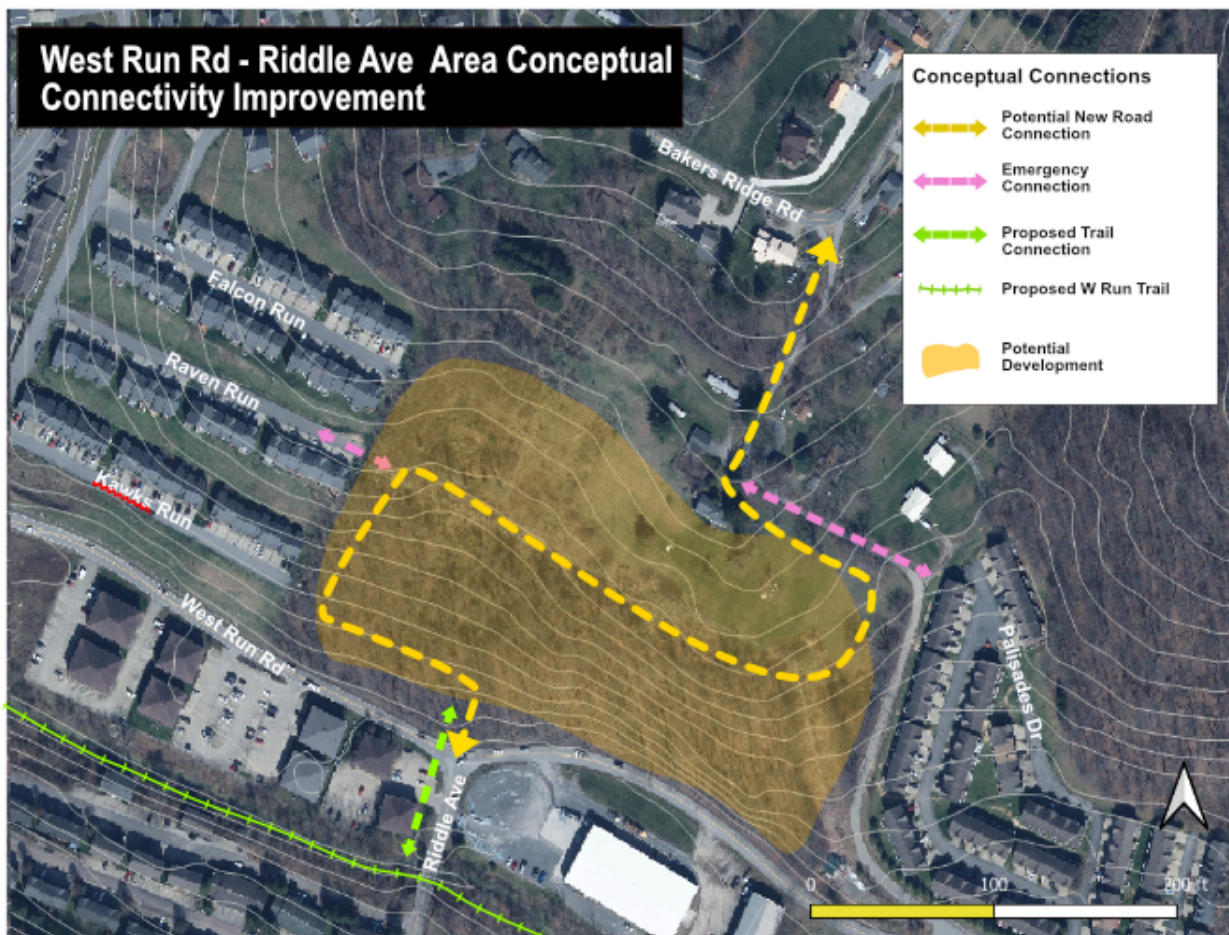 West Run Rd - Riddle Ave Area Conceptual
Connectivity Improvement
Conceptual Connections
Potential New Road
Connection
Emergency
Connection
Proposed Trail
Connection
Proposed W Run Trail
Potential
Development
Bakers Ridge Rd
Falcon Run
Raven Run
Kawks Run
West Run Rd
Palisades Dr
Riddle Ave
0 100 200